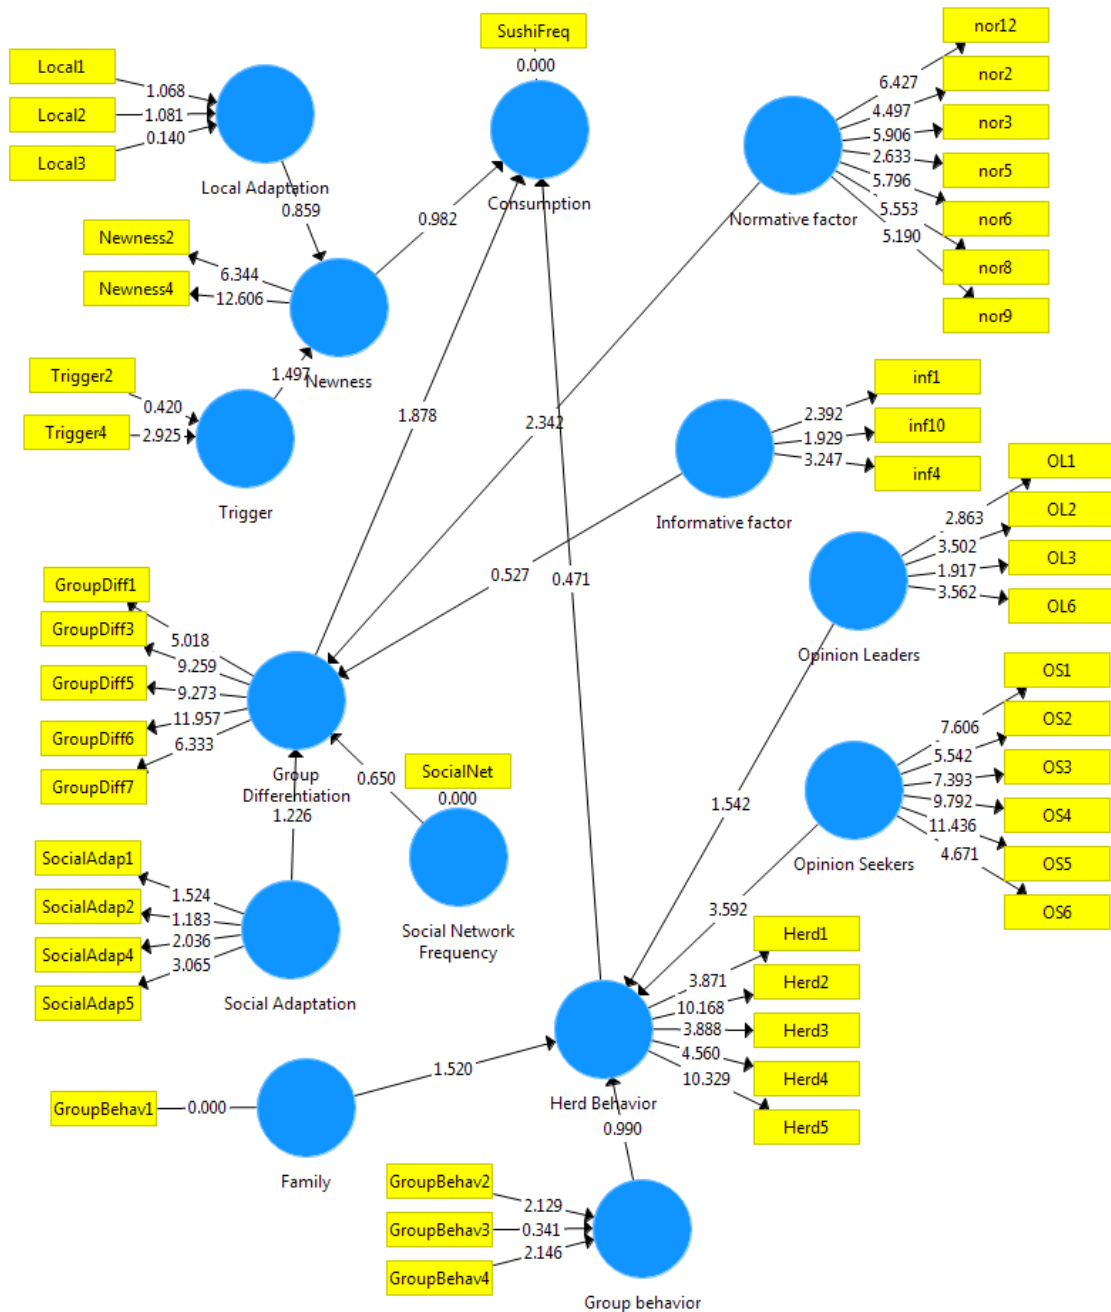 SushiFreq
0.000
Consumption
Local1
Local2
Local3
1.068
1.081
0.140
Local Adaptation
0.859
Newness2
Newness4
6.344
12.606
Newness
0.982
Trigger2
Trigger4
0.420
2.925
Trigger
1.497
nor12
nor2
nor3
nor5
nor6
nor8
nor9
6.427
4.497
5.906
2.633
5.796
5.553
5.190
Normative factor
2.342
1.878
inf1
inf10
inf4
2.392
1.929
3.247
Informative factor
0.527
0.471
OL1
OL2
OL3
OL6
2.863
3.502
1.917
3.562
Opinion Leaders
1.542
GroupDiff1
GroupDiff3
GroupDiff5
GroupDiff6
GroupDiff7
5.018
9.259
9.273
11.957
6.333
Group
Differentiation
1.226
0.650
SocialNet
0.000
Social Network
Frequency
OS1
OS2
OS3
OS4
OS5
OS6
7.606
5.542
7.393
9.792
11.436
4.671
Opinion Seekers
3.592
SocialAdap1
SocialAdap2
SocialAdap4
SocialAdap5
1.524
1.183
2.036
3.065
Social Adaptation
Herd1
Herd2
Herd3
Herd4
Herd5
3.871
10.168
3.888
4.560
10.329
Herd Behavior
GroupBehav1
0.000
Family
1.520
0.990
GroupBehav2
GroupBehav3
GroupBehav4
2.129
0.341
2.146
Group behavior